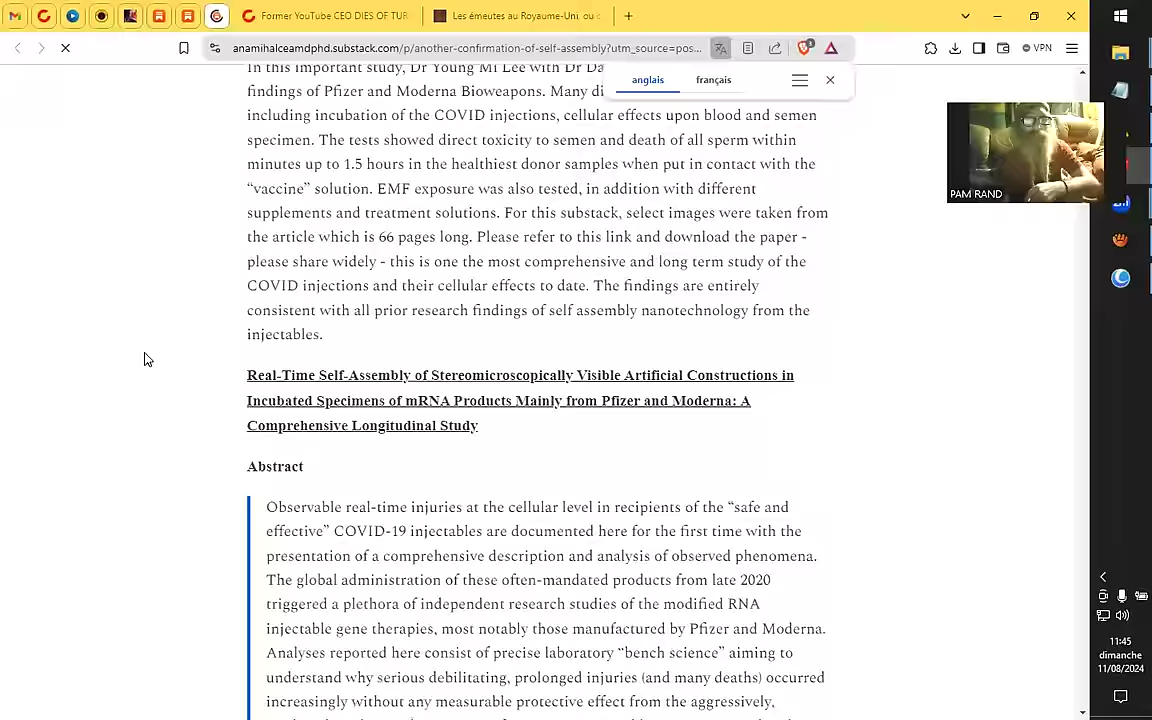 Former YouTube CEO DIES OF TUR
Les émeutes au Royaume-Uni, ou c
anamihalceamdphd.substack.com/p/another-confirmation-of-self-assembly?utm_source=pos...
VPN
anglais
français
In this important study, Dr Young Mi Lee with Dr Da
findings of Pfizer and Moderna Bioweapons. Many di
including incubation of the COVID injections, cellular effects upon blood and semen
specimen. The tests showed direct toxicity to semen and death of all sperm within
minutes up to 1.5 hours in the healthiest donor samples when put in contact with the
“vaccine” solution. EMF exposure was also tested, in addition with different
supplements and treatment solutions. For this substack, select images were taken from
the article which is 66 pages long. Please refer to this link and download the paper -
please share widely - this is one the most comprehensive and long term study of the
COVID injections and their cellular effects to date. The findings are entirely
consistent with all prior research findings of self assembly nanotechnology from the
injectables.
PAM RAND
Real-Time Self-Assembly of Stereomicroscopically Visible Artificial Constructions in
Incubated Specimens of mRNA Products Mainly from Pfizer and Moderna: A
Comprehensive Longitudinal Study
Abstract
Observable real-time injuries at the cellular level in recipients of the “safe and
effective” COVID-19 injectables are documented here for the first time with the
presentation of a comprehensive description and analysis of observed phenomena.
The global administration of these often-mandated products from late 2020
triggered a plethora of independent research studies of the modified RNA
injectable gene therapies, most notably those manufactured by Pfizer and Moderna.
Analyses reported here consist of precise laboratory “bench science” aiming to
understand why serious debilitating, prolonged injuries (and many deaths) occurred
increasingly without any measurable protective effect from the aggressively,
11:45
dimanche
11/08/2024